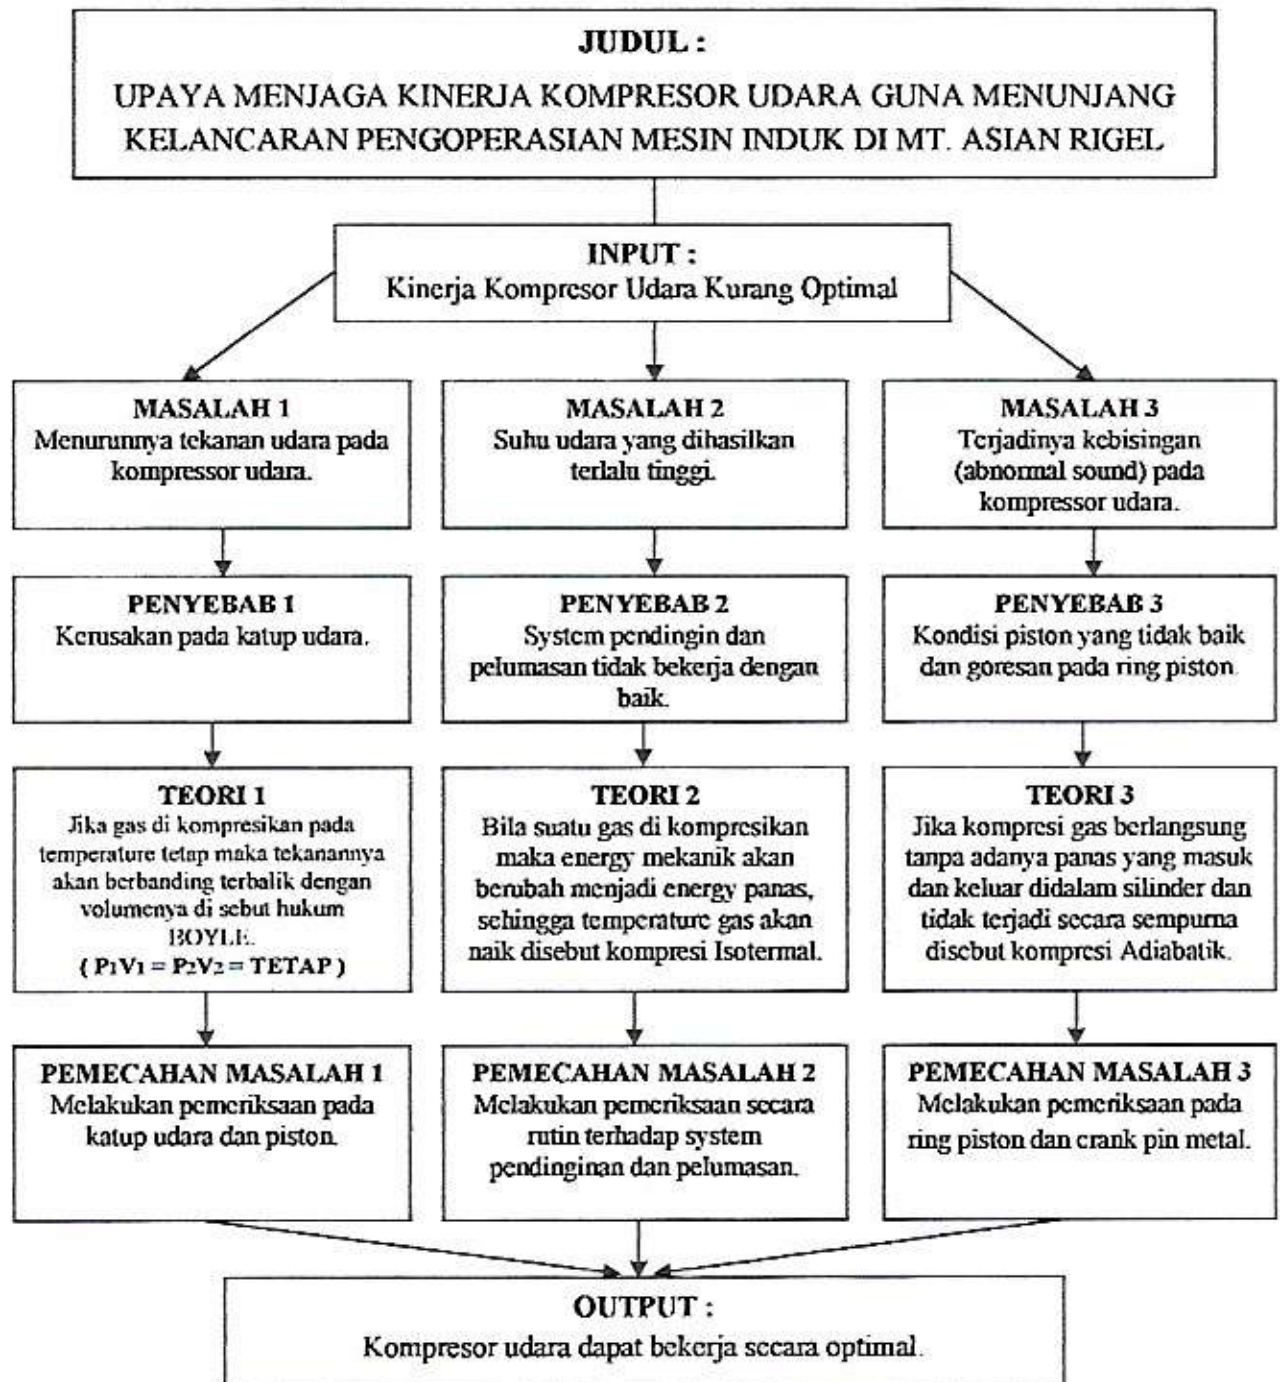 JUDUL :
UPAYA MENJAGA KINERJA KOMPRESOR UDARA GUNA MENUNJANG
KELANCARAN PENGOPERASIAN MESIN INDUK DI MT. ASIAN RIGEL
INPUT :
Kinerja Kompresor Udara Kurang Optimal
MASALAH 1
Menurunnya tekanan udara pada
kompressor udara.
MASALAH 2
Suhu udara yang dihasilkan
terlalu tinggi.
MASALAH 3
Terjadinya kebisingan
(abnormal sound) pada
kompressor udara.
PENYEBAB 1
Kerusakan pada katup udara.
PENYEBAB 2
System pendingin dan
pelumasan tidak bekerja dengan
baik.
PENYEBAB 3
Kondisi piston yang tidak baik
dan goresan pada ring piston.
TEORI 1
Jika gas di kompresikan pada
temperature tetap maka tekanannya
akan berbanding terbalik dengan
volumenya di sebut hukum
BOYLE.
( P1V1 = P2V2 = TETAP )
TEORI 2
Bila suatu gas di kompresikan
maka energy mekanik akan
berubah menjadi energy panas,
sehingga temperature gas akan
naik disebut kompresi Isotermal.
TEORI 3
Jika kompresi gas berlangsung
tanpa adanya panas yang masuk
dan keluar didalam silinder dan
tidak terjadi secara sempurna
disebut kompresi Adiabatik.
PEMECAHAN MASALAH 1
Melakukan pemeriksaan pada
katup udara dan piston.
PEMECAHAN MASALAH 2
Melakukan pemeriksaan secara
rutin terhadap system
pendinginan dan pelumasan.
PEMECAHAN MASALAH 3
Melakukan pemeriksaan pada
ring piston dan crank pin metal.
OUTPUT :
Kompresor udara dapat bekerja secara optimal.